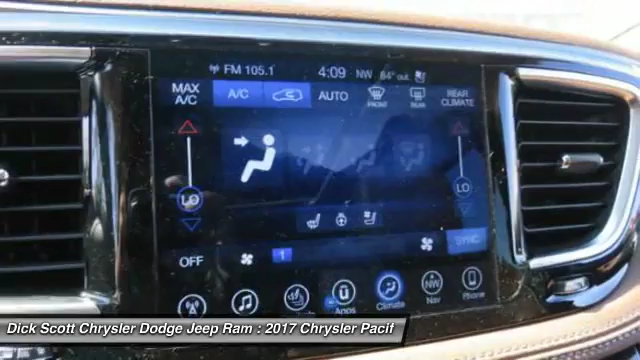 FM 105.1 4:09 NW 84° out
MAX A/C A/C AUTO FRONT REAR REAR CLIMATE
LO LO
OFF 1 SYNC
Apps Climate Nav Phone
Dick Scott Chrysler Dodge Jeep Ram : 2017 Chrysler Pacif